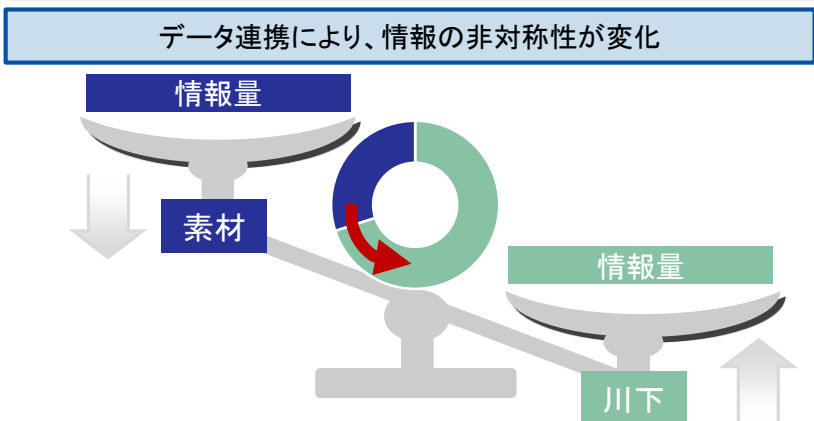 データ連携により、情報の非対称性が変化
情報量
素材
情報量
川下